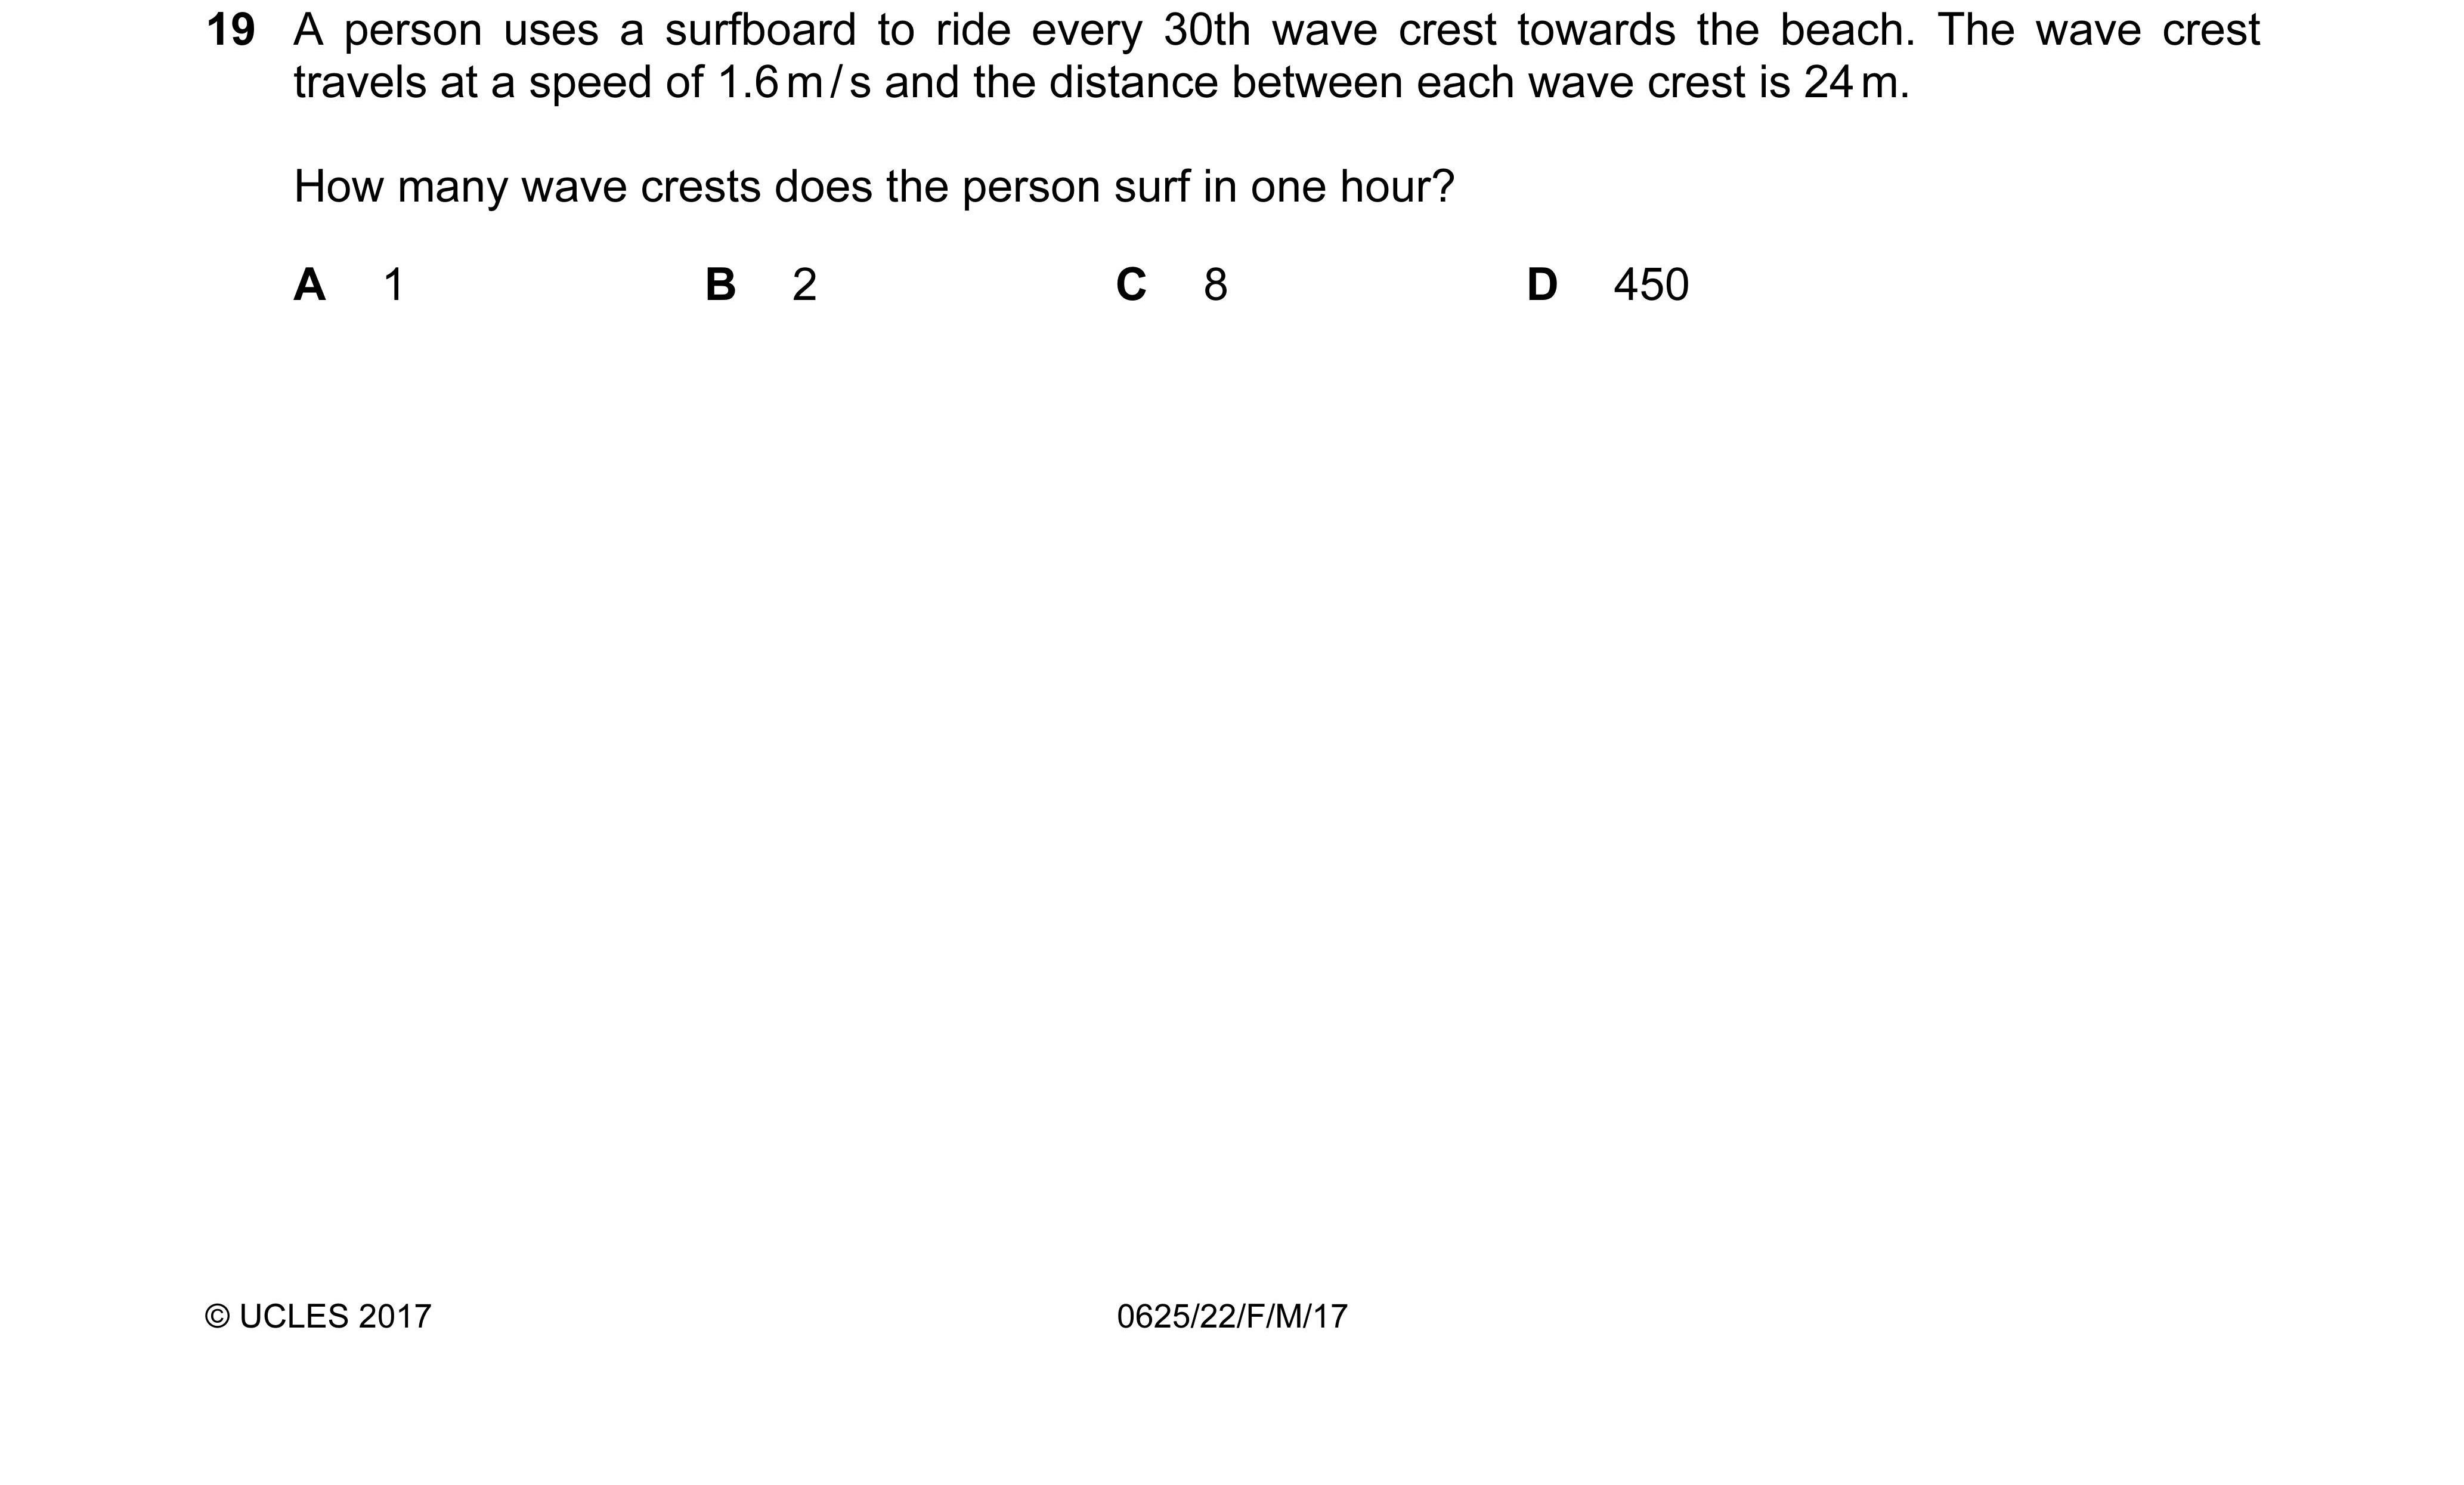 19 A person uses a surfboard to ride every 30th wave crest towards the beach. The wave crest
travels at a speed of 1.6 m / s and the distance between each wave crest is 24 m.
How many wave crests does the person surf in one hour?
A 1 B 2 C 8 D 450
© UCLES 2017 0625/22/F/M/17